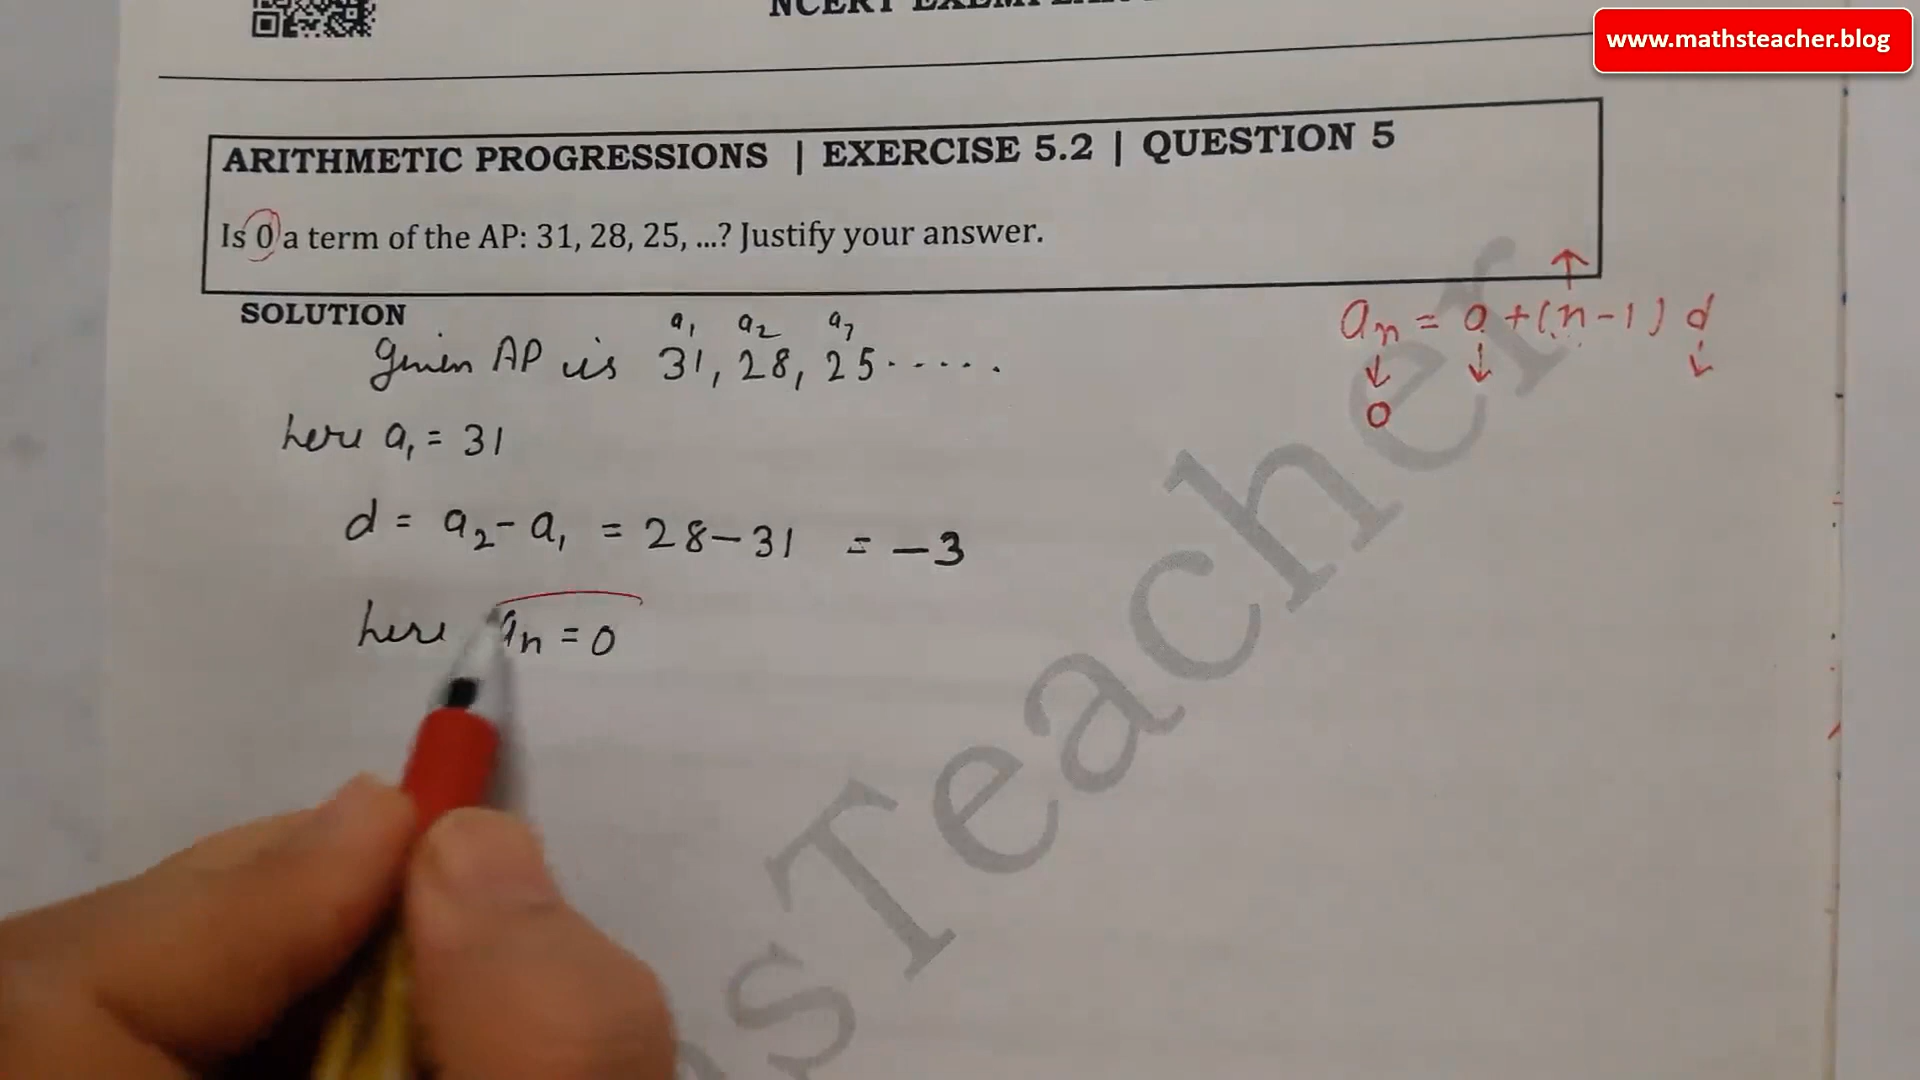 www.mathsteacher.blog
ARITHMETIC PROGRESSIONS | EXERCISE 5.2 | QUESTION 5
Is 0 a term of the AP: 31, 28, 25, ...? Justify your answer.
SOLUTION
a₁ a₂
given AP is 31, 28, 25.....
here a₁ = 31
d = a₂ - a₁ = 28 - 31 = -3
here aₙ = 0
aₙ = a + (n - 1) d
0
sTeacher